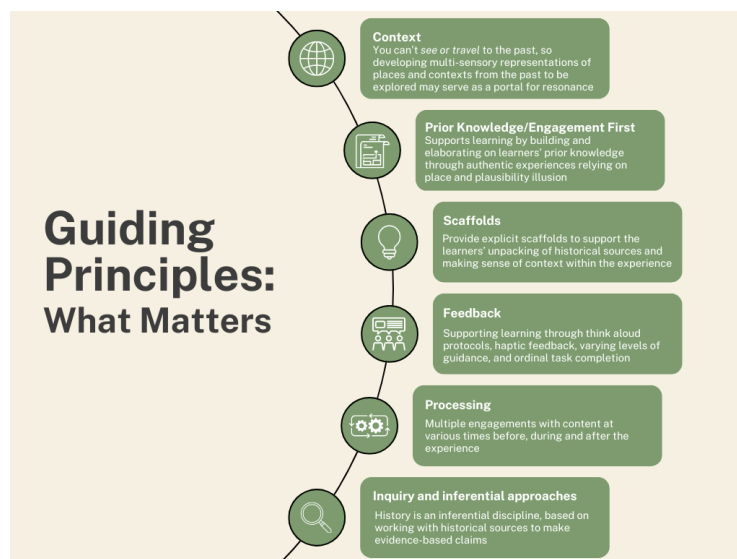 Guiding
Principles:
What Matters
Context
You can't see or travel to the past, so
developing multi-sensory representations of
places and contexts from the past to be
explored may serve as a portal for resonance
Prior Knowledge/Engagement First
Supports learning by building and
elaborating on learners' prior knowledge
through authentic experiences relying on
place and plausibility illusion
Scaffolds
Provide explicit scaffolds to support the
learners' unpacking of historical sources and
making sense of context within the experience
Feedback
Supporting learning through think aloud
protocols, haptic feedback, varying levels of
guidance, and ordinal task completion
Processing
Multiple engagements with content at
various times before, during and after the
experience
Inquiry and inferential approaches
History is an inferential discipline, based on
working with historical sources to make
evidence-based claims